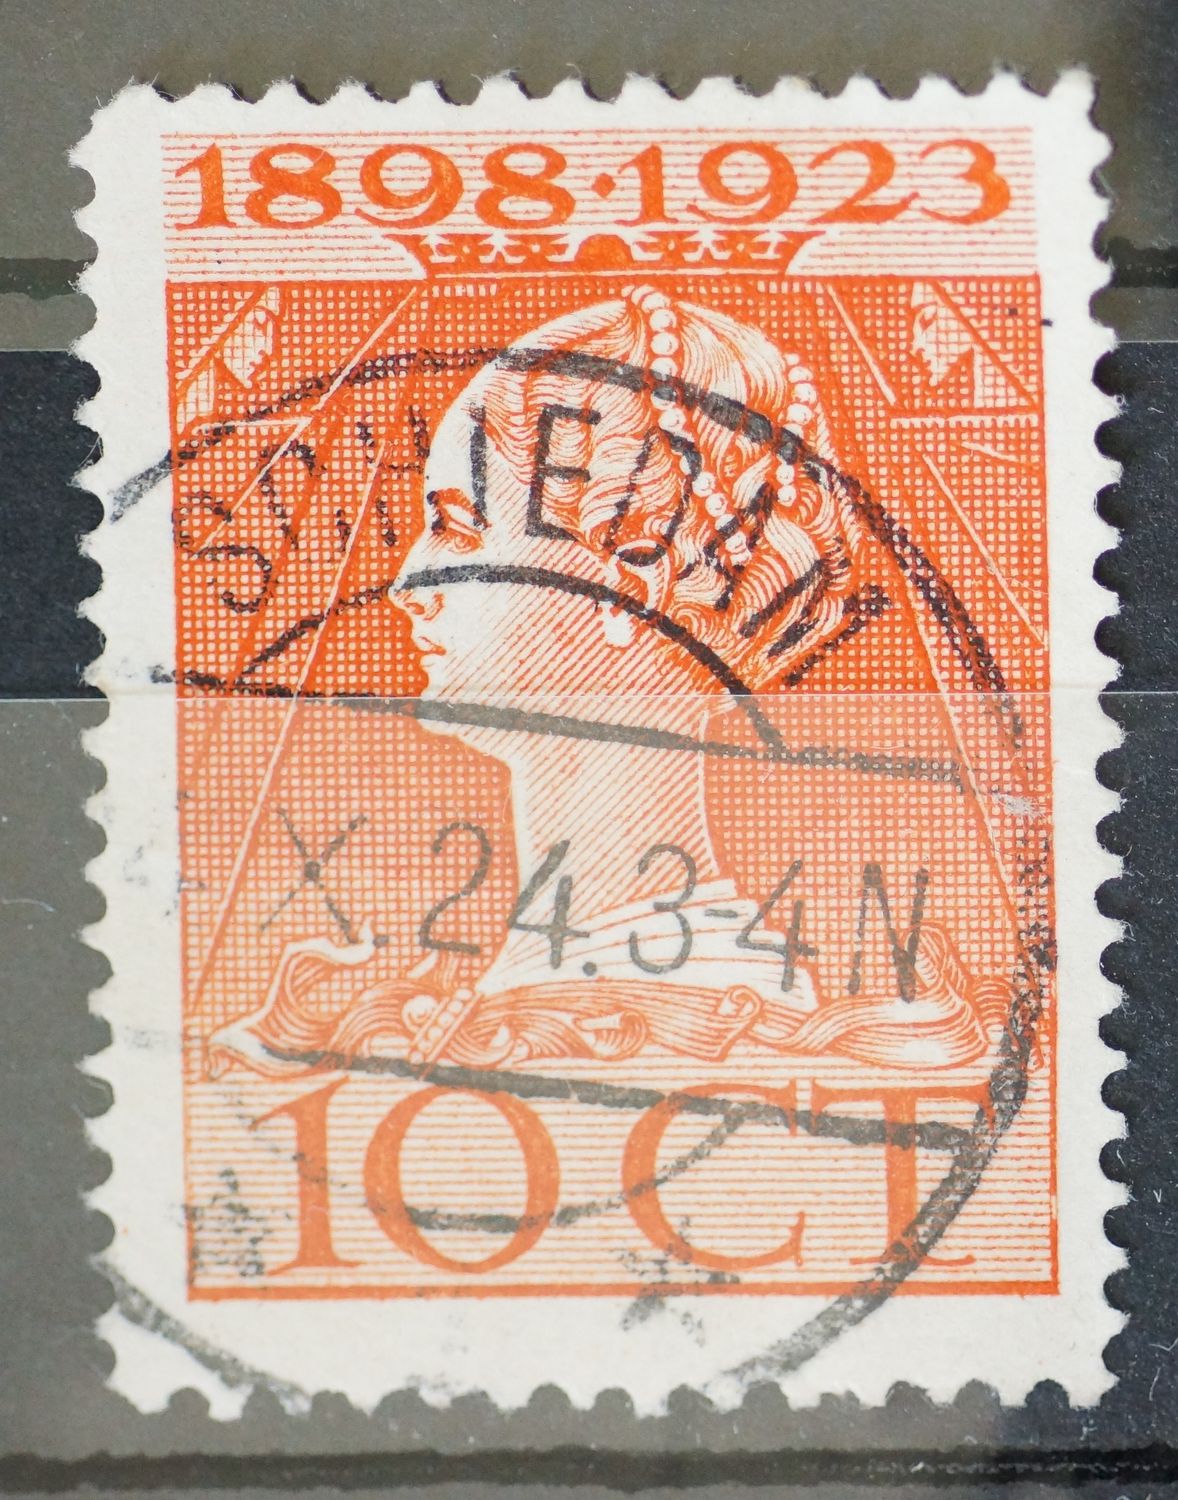 1898·1923
SCHIEDAM
X.24.3-4N
10 CT